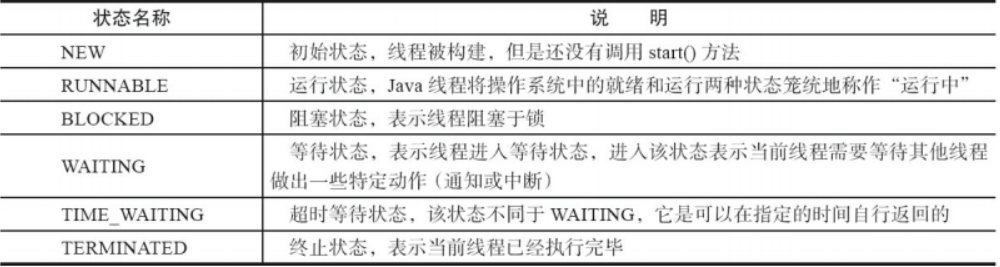 状态名称 说 明
NEW 初始状态，线程被构建，但是还没有调用 start() 方法
RUNNABLE 运行状态，Java 线程将操作系统中的就绪和运行两种状态笼统地称作“运行中”
BLOCKED 阻塞状态，表示线程阻塞于锁
WAITING 等待状态，表示线程进入等待状态，进入该状态表示当前线程需要等待其他线程
做出一些特定动作（通知或中断）
TIME_WAITING 超时等待状态，该状态不同于 WAITING，它是可以在指定的时间自行返回的
TERMINATED 终止状态，表示当前线程已经执行完毕